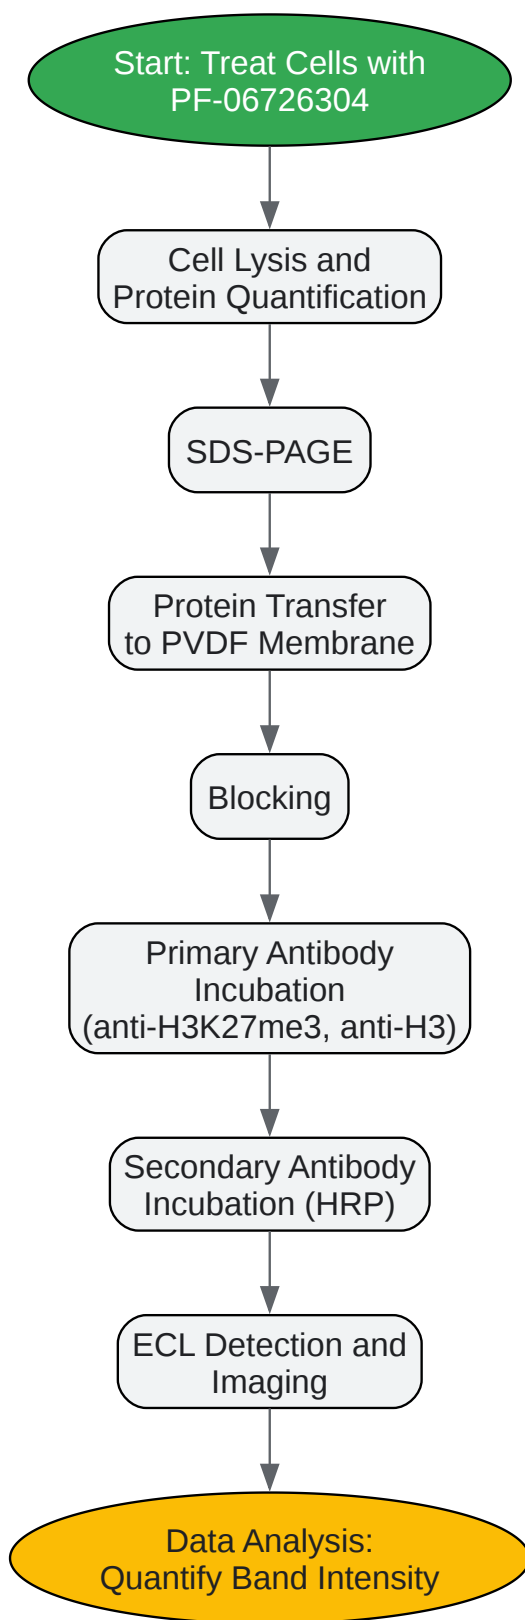 Start: Treat Cells with
PF-06726304
Cell Lysis and
Protein Quantification
SDS-PAGE
Protein Transfer
to PVDF Membrane
Blocking
Primary Antibody
Incubation
(anti-H3K27me3, anti-H3)
Secondary Antibody
Incubation (HRP)
ECL Detection and
Imaging
Data Analysis:
Quantify Band Intensity